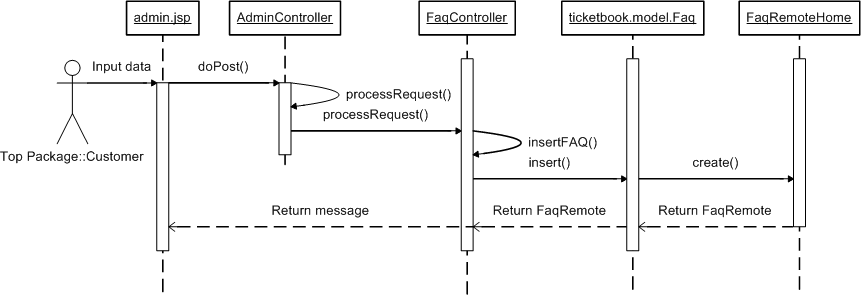 admin.jsp
AdminController
FaqController
ticketbook.model.Faq
FaqRemoteHome
Input data
doPost()
processRequest()
processRequest()
insertFAQ()
Top Package::Customer
insert()
create()
Return message
Return FaqRemote
Return FaqRemote